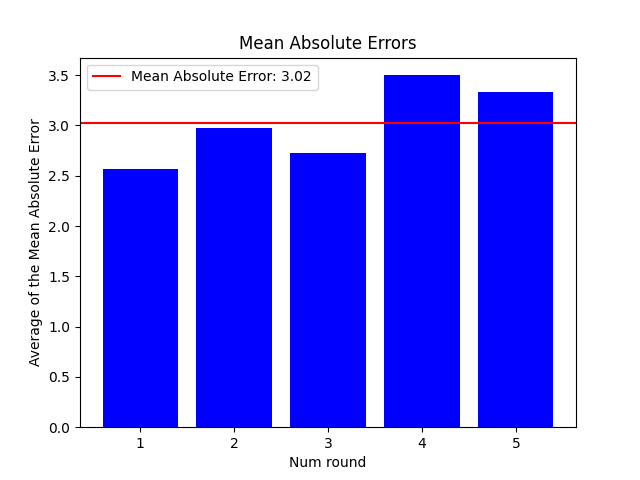 Mean Absolute Errors
Mean Absolute Error: 3.02
Average of the Mean Absolute Error
3.5
3.0
2.5
2.0
1.5
1.0
0.5
0.0
1 2 3 4 5
Num round